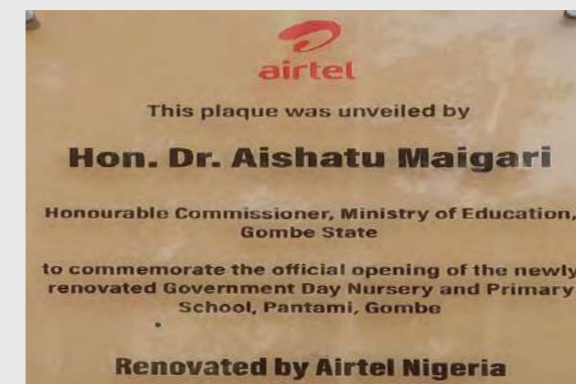 airtel
This plaque was unveiled by
Hon. Dr. Aishatu Maigari
Honourable Commissioner, Ministry of Education,
Gombe State
to commemorate the official opening of the newly
renovated Government Day Nursery and Primary
School, Pantami, Gombe
Renovated by Airtel Nigeria